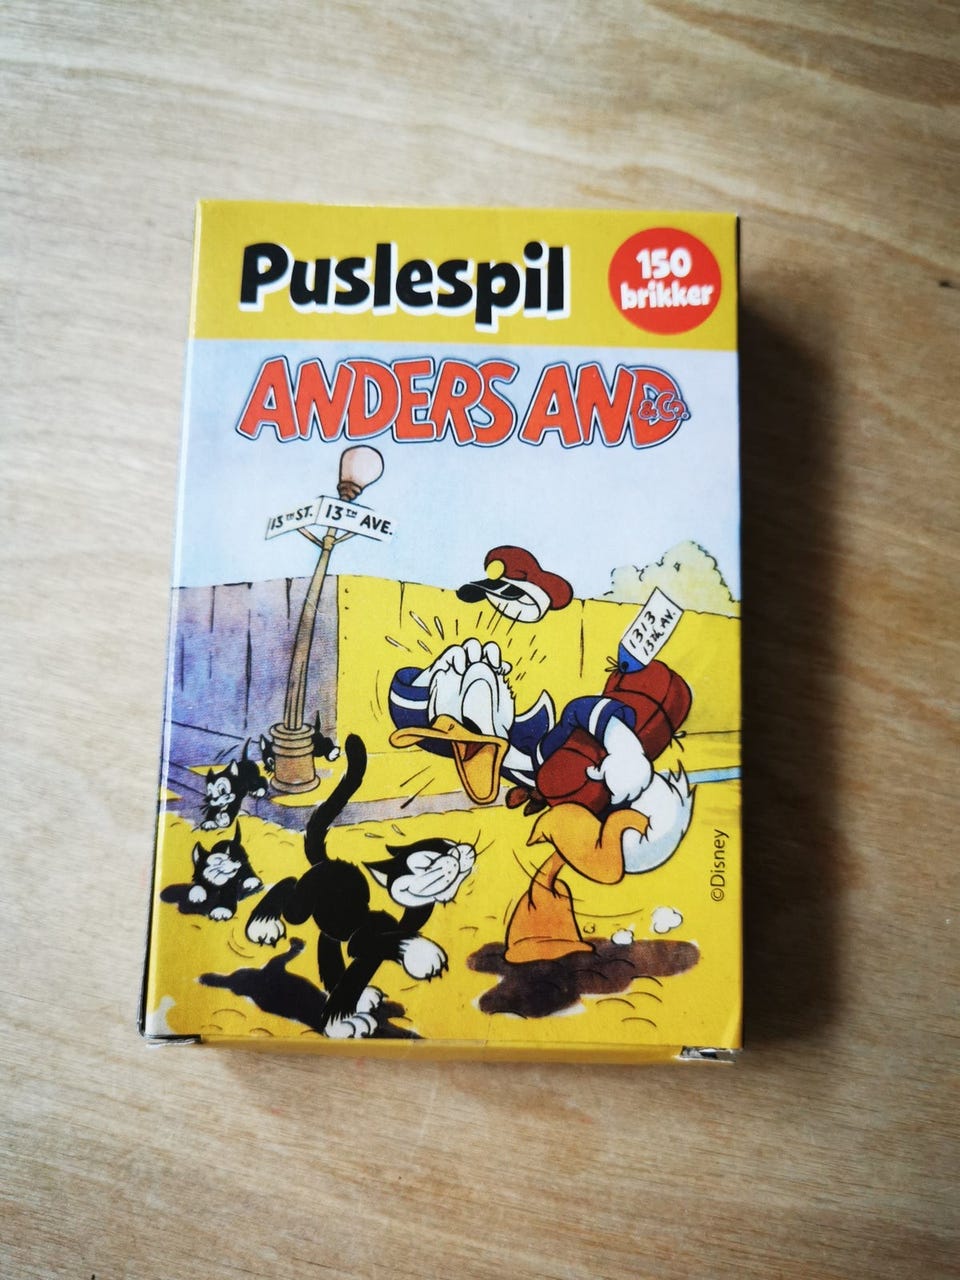 Puslespil
150
brikker
ANDERS AND
& Co.
13TH ST.
13TH AVE.
1313
13th AV.
©Disney